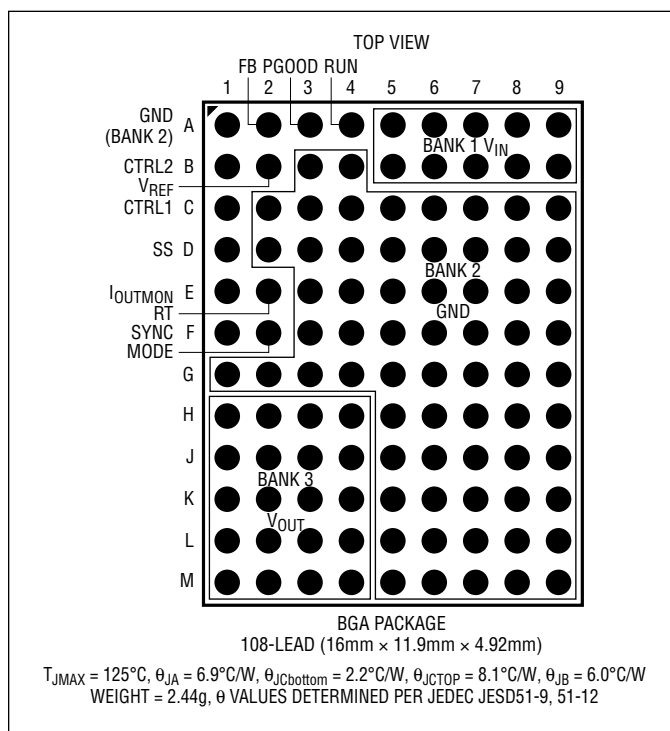 TOP VIEW
FB PGOOD RUN
1 2 3 4 5 6 7 8 9
GND
(BANK 2)
A
BANK 1 VIN
CTRL2 B
VREF
CTRL1 C
SS D
BANK 2
IOUTMON E
RT
GND
SYNC F
MODE
G
H
J
BANK 3
K
VOUT
L
M
BGA PACKAGE
108-LEAD (16mm × 11.9mm × 4.92mm)
TJMAX = 125°C, θJA = 6.9°C/W, θJCbottom = 2.2°C/W, θJCTOP = 8.1°C/W, θJB = 6.0°C/W
WEIGHT = 2.44g, θ VALUES DETERMINED PER JEDEC JESD51-9, 51-12